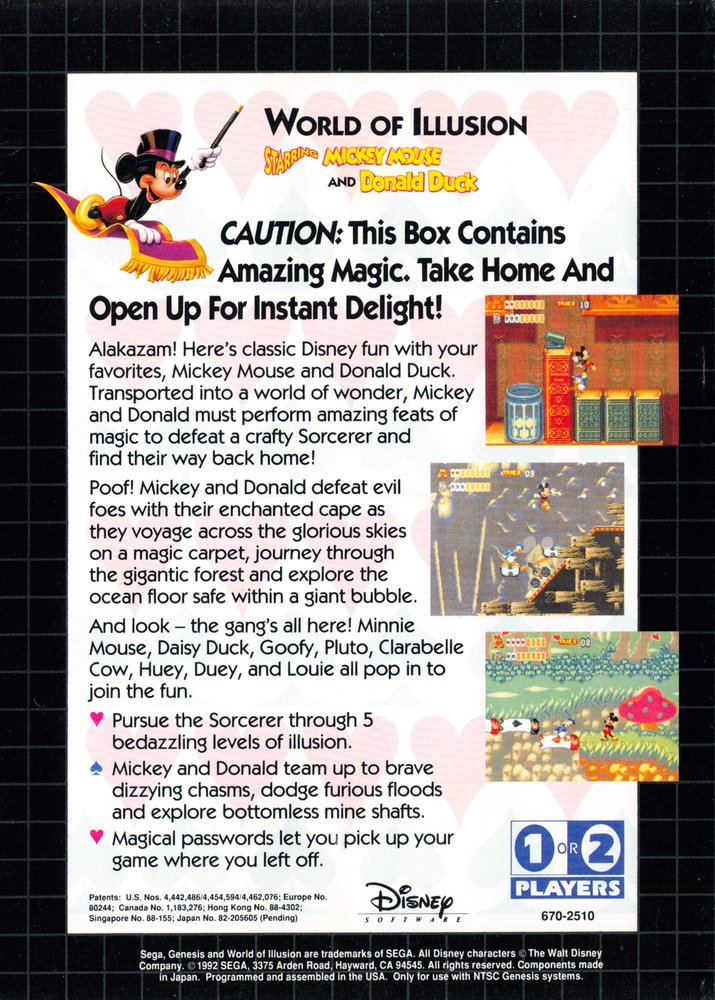 WORLD OF ILLUSION
STARRING MICKEY MOUSE
AND Donald Duck
CAUTION: This Box Contains
Amazing Magic. Take Home And
Open Up For Instant Delight!
Alakazam! Here's classic Disney fun with your
favorites, Mickey Mouse and Donald Duck.
Transported into a world of wonder, Mickey
and Donald must perform amazing feats of
magic to defeat a crafty Sorcerer and
find their way back home!
Poof! Mickey and Donald defeat evil
foes with their enchanted cape as
they voyage across the glorious skies
on a magic carpet, journey through
the gigantic forest and explore the
ocean floor safe within a giant bubble.
And look – the gang's all here! Minnie
Mouse, Daisy Duck, Goofy, Pluto, Clarabelle
Cow, Huey, Duey, and Louie all pop in to
join the fun.
♥ Pursue the Sorcerer through 5
bedazzling levels of illusion.
♠ Mickey and Donald team up to brave
dizzying chasms, dodge furious floods
and explore bottomless mine shafts.
♥ Magical passwords let you pick up your
game where you left off.
TRIES 10
TRIES 09
TRIES 08
1 OR 2
PLAYERS
670-2510
Patents: U.S. Nos. 4,442,486/4,454,594/4,462,076; Europe No.
80244; Canada No. 1,183,276; Hong Kong No. 88-4302;
Singapore No. 88-155; Japan No. 82-205605 (Pending)
Disney
SOFTWARE
Sega, Genesis and World of Illusion are trademarks of SEGA. All Disney characters © The Walt Disney
Company. © 1992 SEGA, 3375 Arden Road, Hayward, CA 94545. All rights reserved. Components made
in Japan. Programmed and assembled in the USA. Only for use with NTSC Genesis systems.